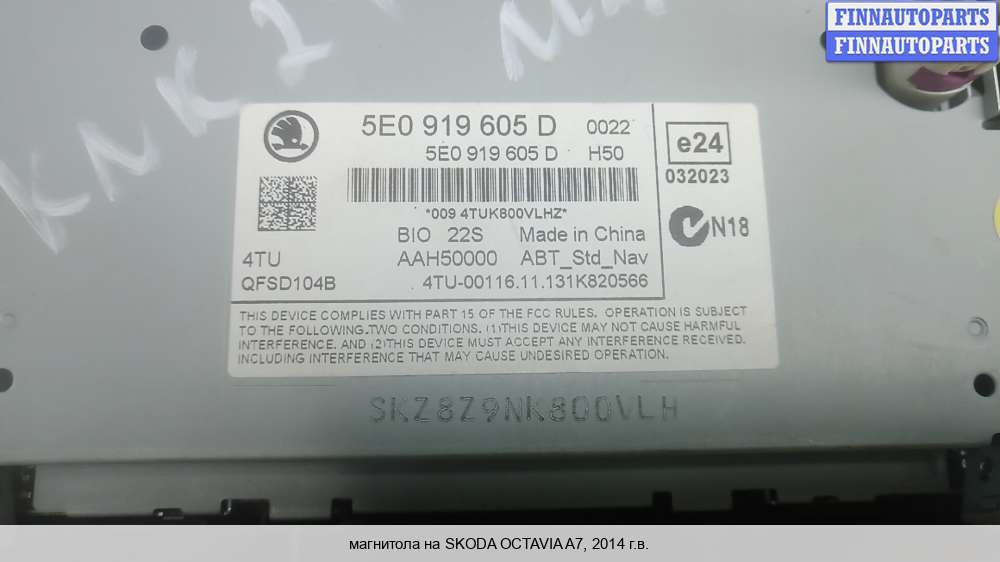 FINNAUTOPARTS
FINNAUTOPARTS
5E0 919 605 D 0022
5E0 919 605 D H50
*009 4TUK800VLHZ*
BIO 22S Made in China
4TU AAH50000 ABT_Std_Nav
QFSD104B 4TU-00116.11.131K820566
e24
032023
N18
THIS DEVICE COMPLIES WITH PART 15 OF THE FCC RULES. OPERATION IS SUBJECT
TO THE FOLLOWING.TWO CONDITIONS. (1)THIS DEVICE MAY NOT CAUSE HARMFUL
INTERFERENCE. AND (2)THIS DEVICE MUST ACCEPT ANY INTERFERENCE RECEIVED.
INCLUDING INTERFERENCE THAT MAY CAUSE UNDESIRED OPERATION.
SKZ8Z9NK800VLH
магнитола на SKODA OCTAVIA A7, 2014 г.в.